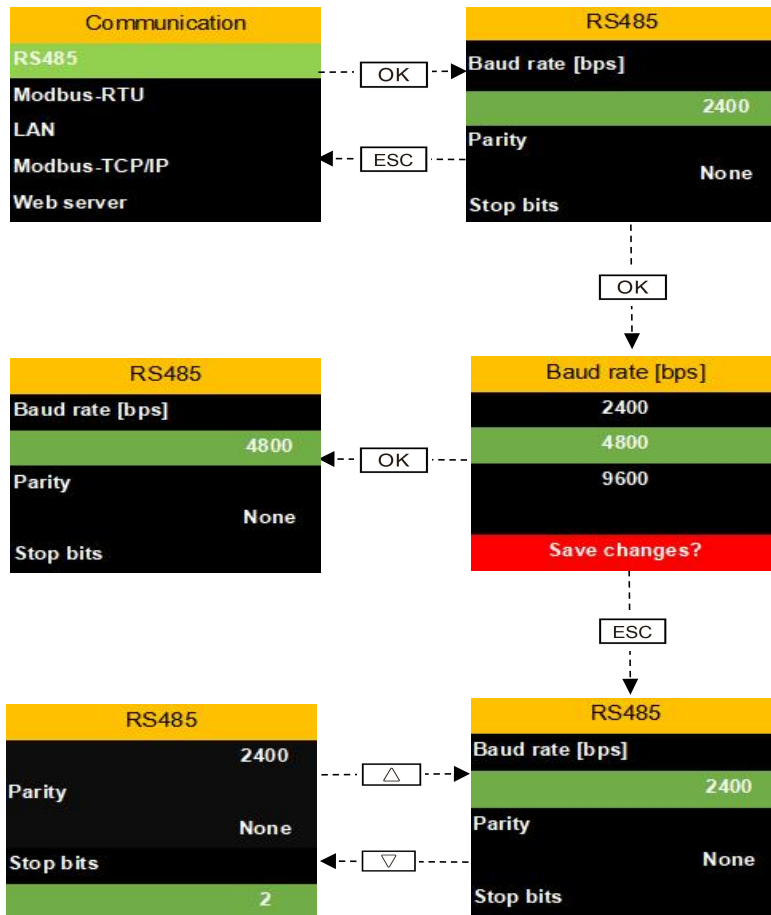 Communication
RS485
Modbus-RTU
LAN
Modbus-TCP/IP
Web server
OK
ESC
RS485
Baud rate [bps]
2400
Parity
None
Stop bits
OK
RS485
Baud rate [bps]
4800
Parity
None
Stop bits
OK
Baud rate [bps]
2400
4800
9600
Save changes?
ESC
RS485
2400
Parity
None
Stop bits
2
RS485
Baud rate [bps]
2400
Parity
None
Stop bits